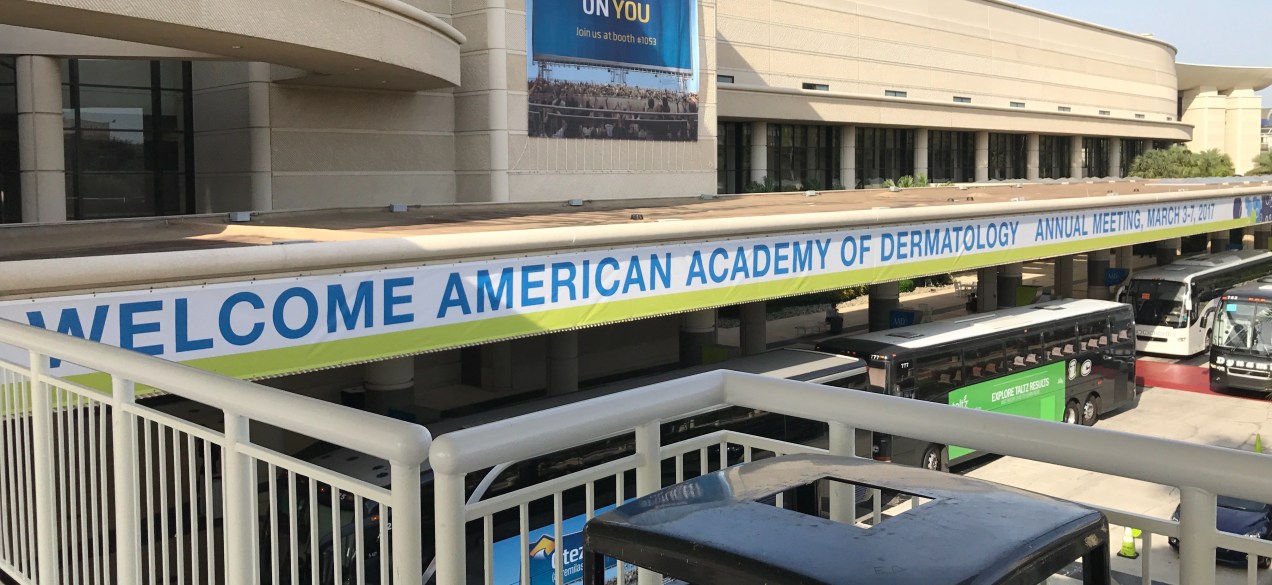 ON YOU
Join us at booth #1053
WELCOME AMERICAN ACADEMY OF DERMATOLOGY ANNUAL MEETING, MARCH 3-7, 2017
777
EXPLORE TALTZ RESULTS